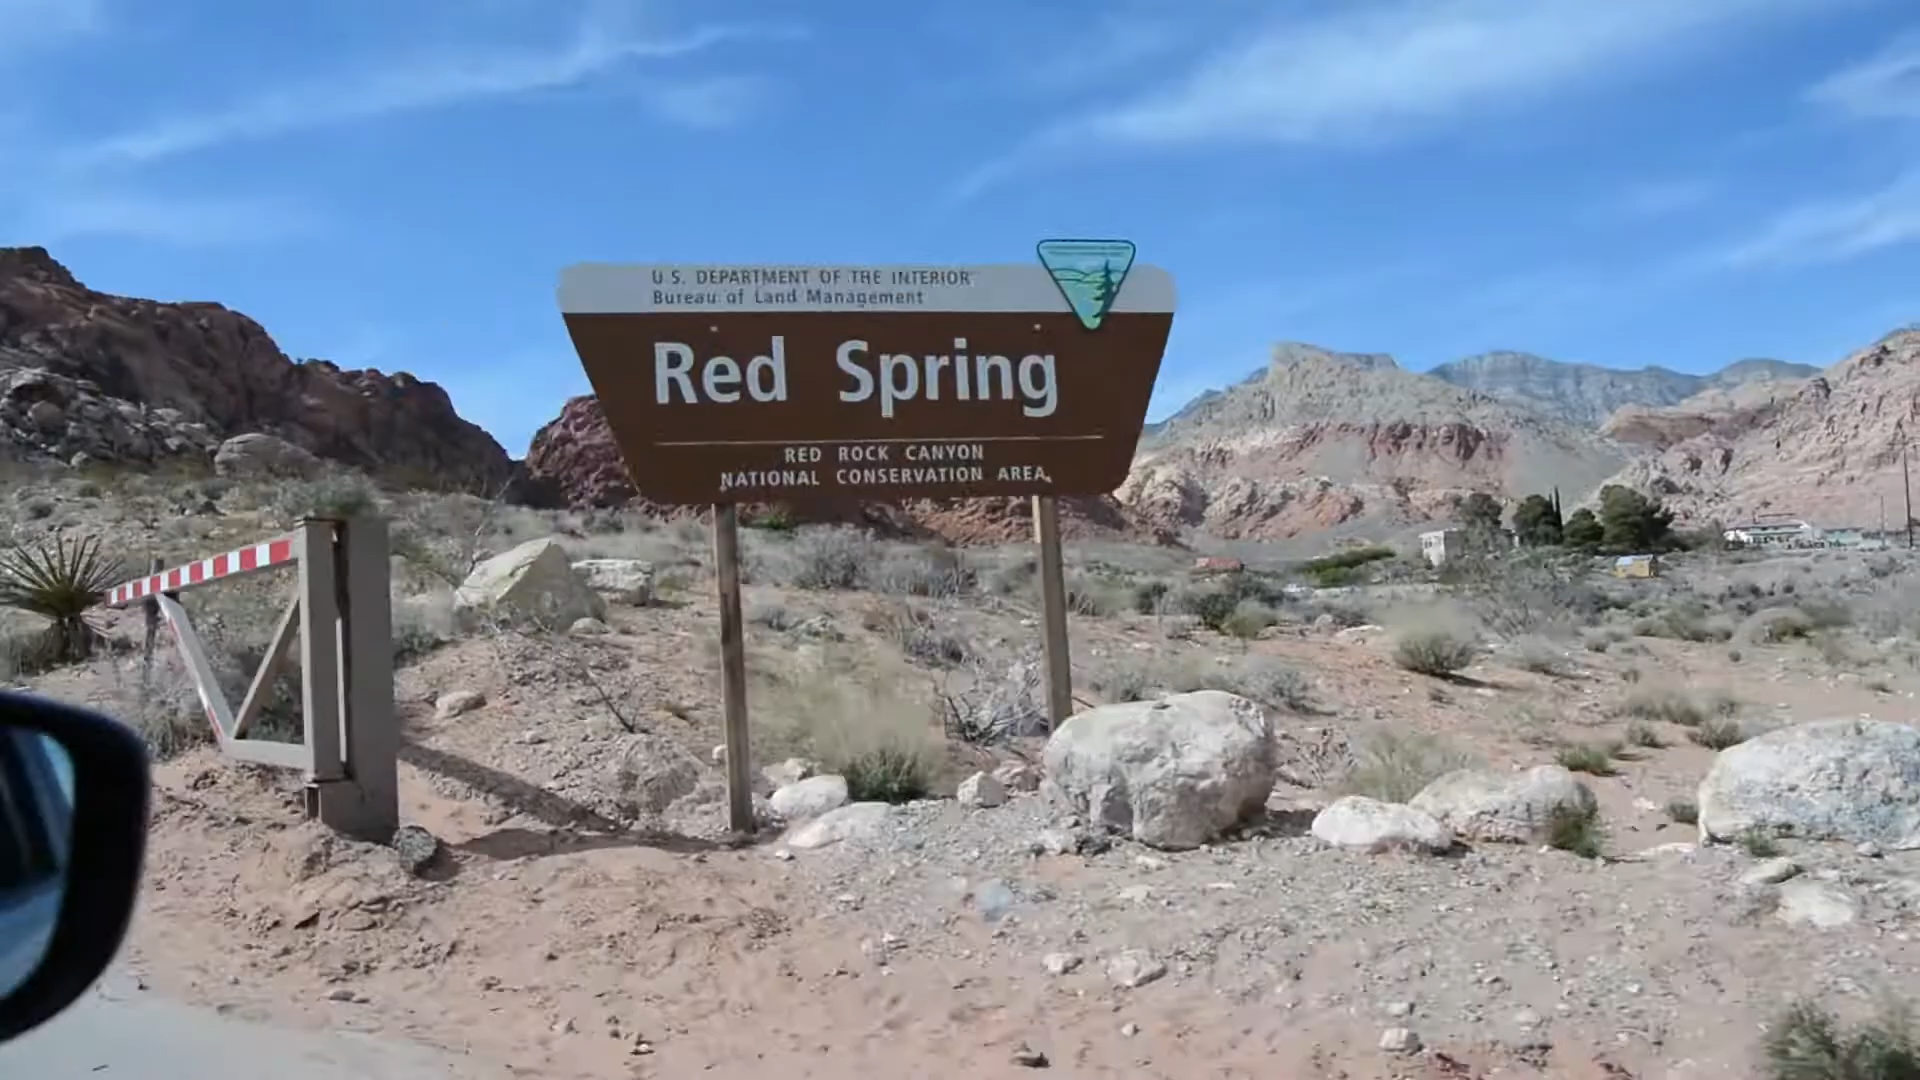 U.S. DEPARTMENT OF THE INTERIOR
Bureau of Land Management
Red Spring
RED ROCK CANYON
NATIONAL CONSERVATION AREA